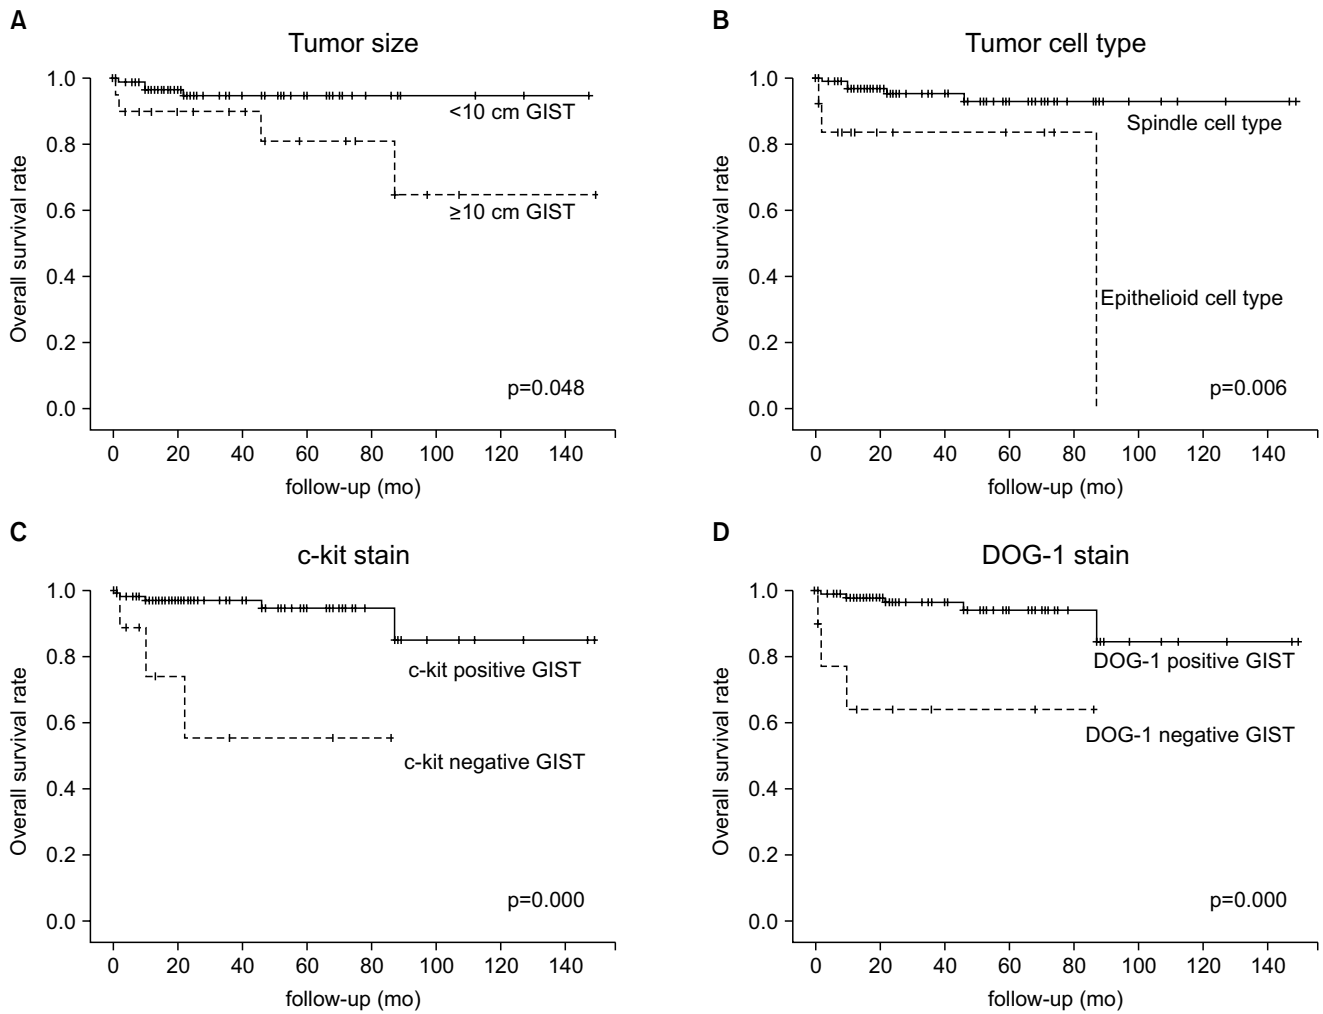 A
Tumor size
Overall survival rate
1.0
0.8
0.6
0.4
0.2
0.0
<10 cm GIST
≥10 cm GIST
p=0.048
0 20 40 60 80 100 120 140
follow-up (mo)
B
Tumor cell type
Overall survival rate
1.0
0.8
0.6
0.4
0.2
0.0
Spindle cell type
Epithelioid cell type
p=0.006
0 20 40 60 80 100 120 140
follow-up (mo)
C
c-kit stain
Overall survival rate
1.0
0.8
0.6
0.4
0.2
0.0
c-kit positive GIST
c-kit negative GIST
p=0.000
0 20 40 60 80 100 120 140
follow-up (mo)
D
DOG-1 stain
Overall survival rate
1.0
0.8
0.6
0.4
0.2
0.0
DOG-1 positive GIST
DOG-1 negative GIST
p=0.000
0 20 40 60 80 100 120 140
follow-up (mo)